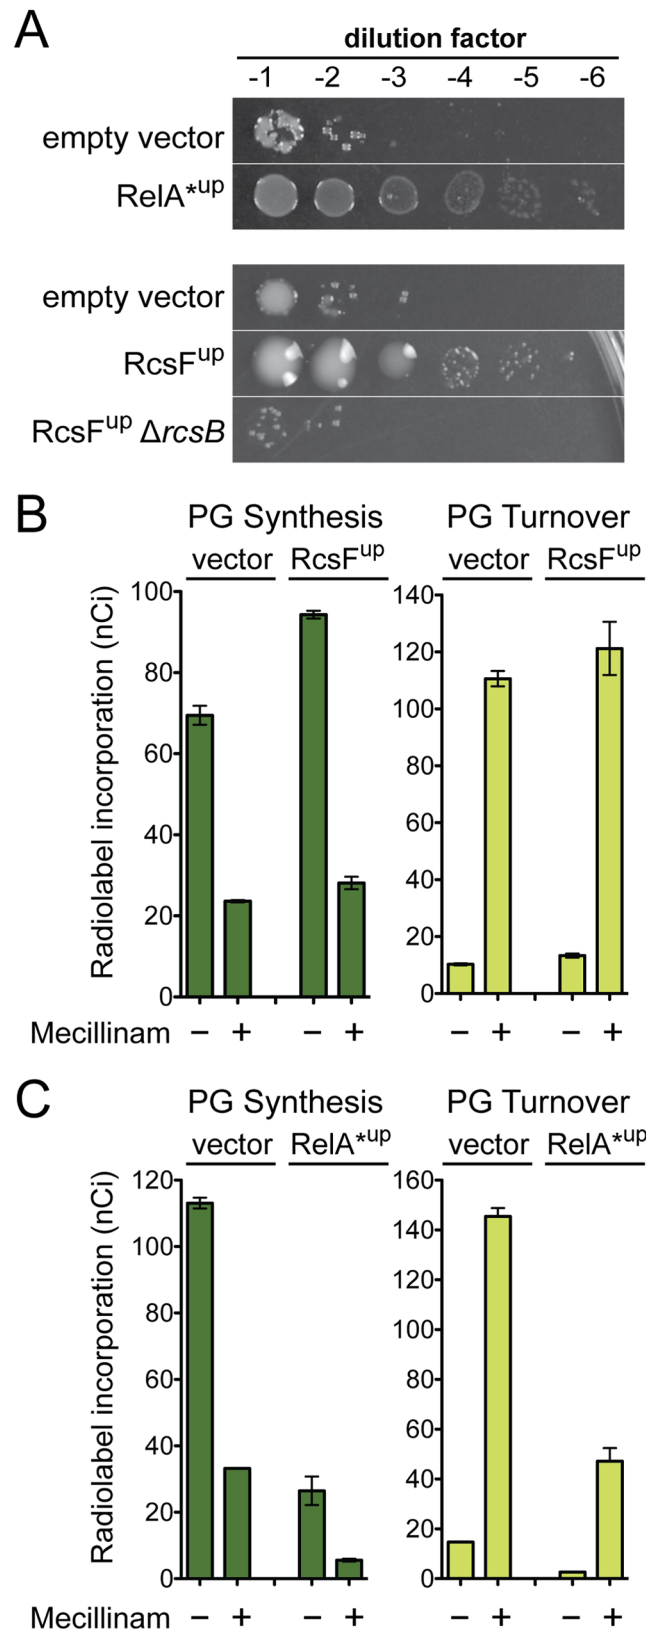 A
dilution factor
-1 -2 -3 -4 -5 -6
empty vector
RelA*up
empty vector
RcsFup
RcsFup ΔrcsB
B
PG Synthesis PG Turnover
vector RcsFup vector RcsFup
Radiolabel incorporation (nCi)
100
80
60
40
20
0
140
120
100
80
60
40
20
0
Mecillinam − + − + − + − +
C
PG Synthesis PG Turnover
vector RelA*up vector RelA*up
Radiolabel incorporation (nCi)
120
100
80
60
40
20
0
160
140
120
100
80
60
40
20
0
Mecillinam − + − + − + − +